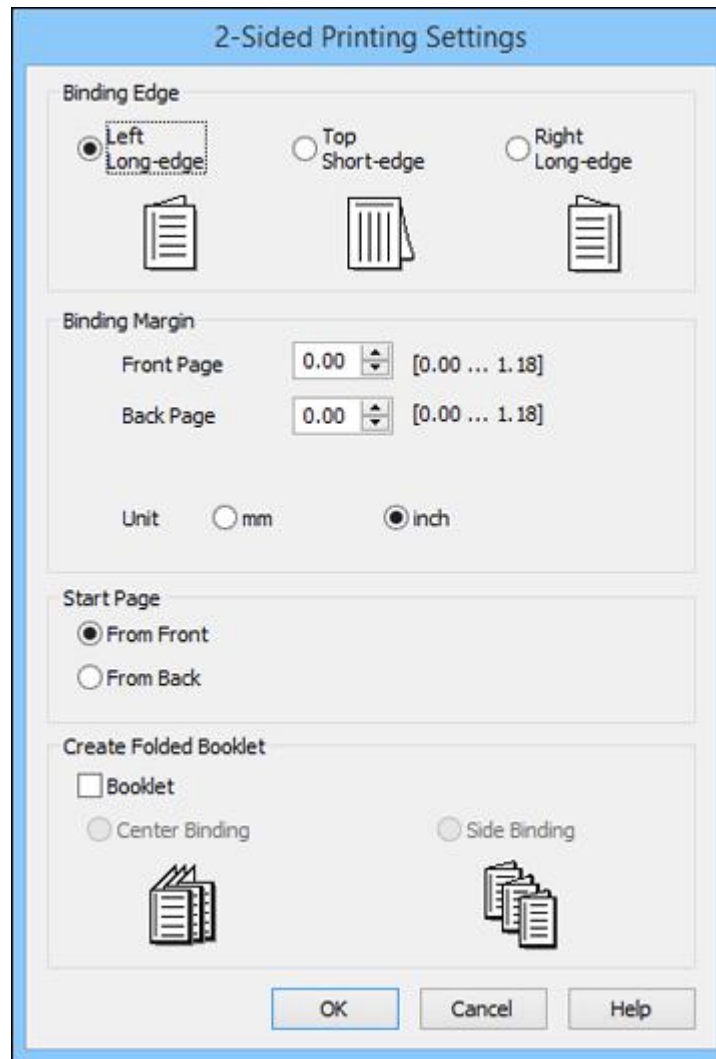 2-Sided Printing Settings
Binding Edge
Left
Long-edge
Top
Short-edge
Right
Long-edge
Binding Margin
Front Page 0.00 [0.00 ... 1.18]
Back Page 0.00 [0.00 ... 1.18]
Unit mm inch
Start Page
From Front
From Back
Create Folded Booklet
Booklet
Center Binding Side Binding
OK Cancel Help